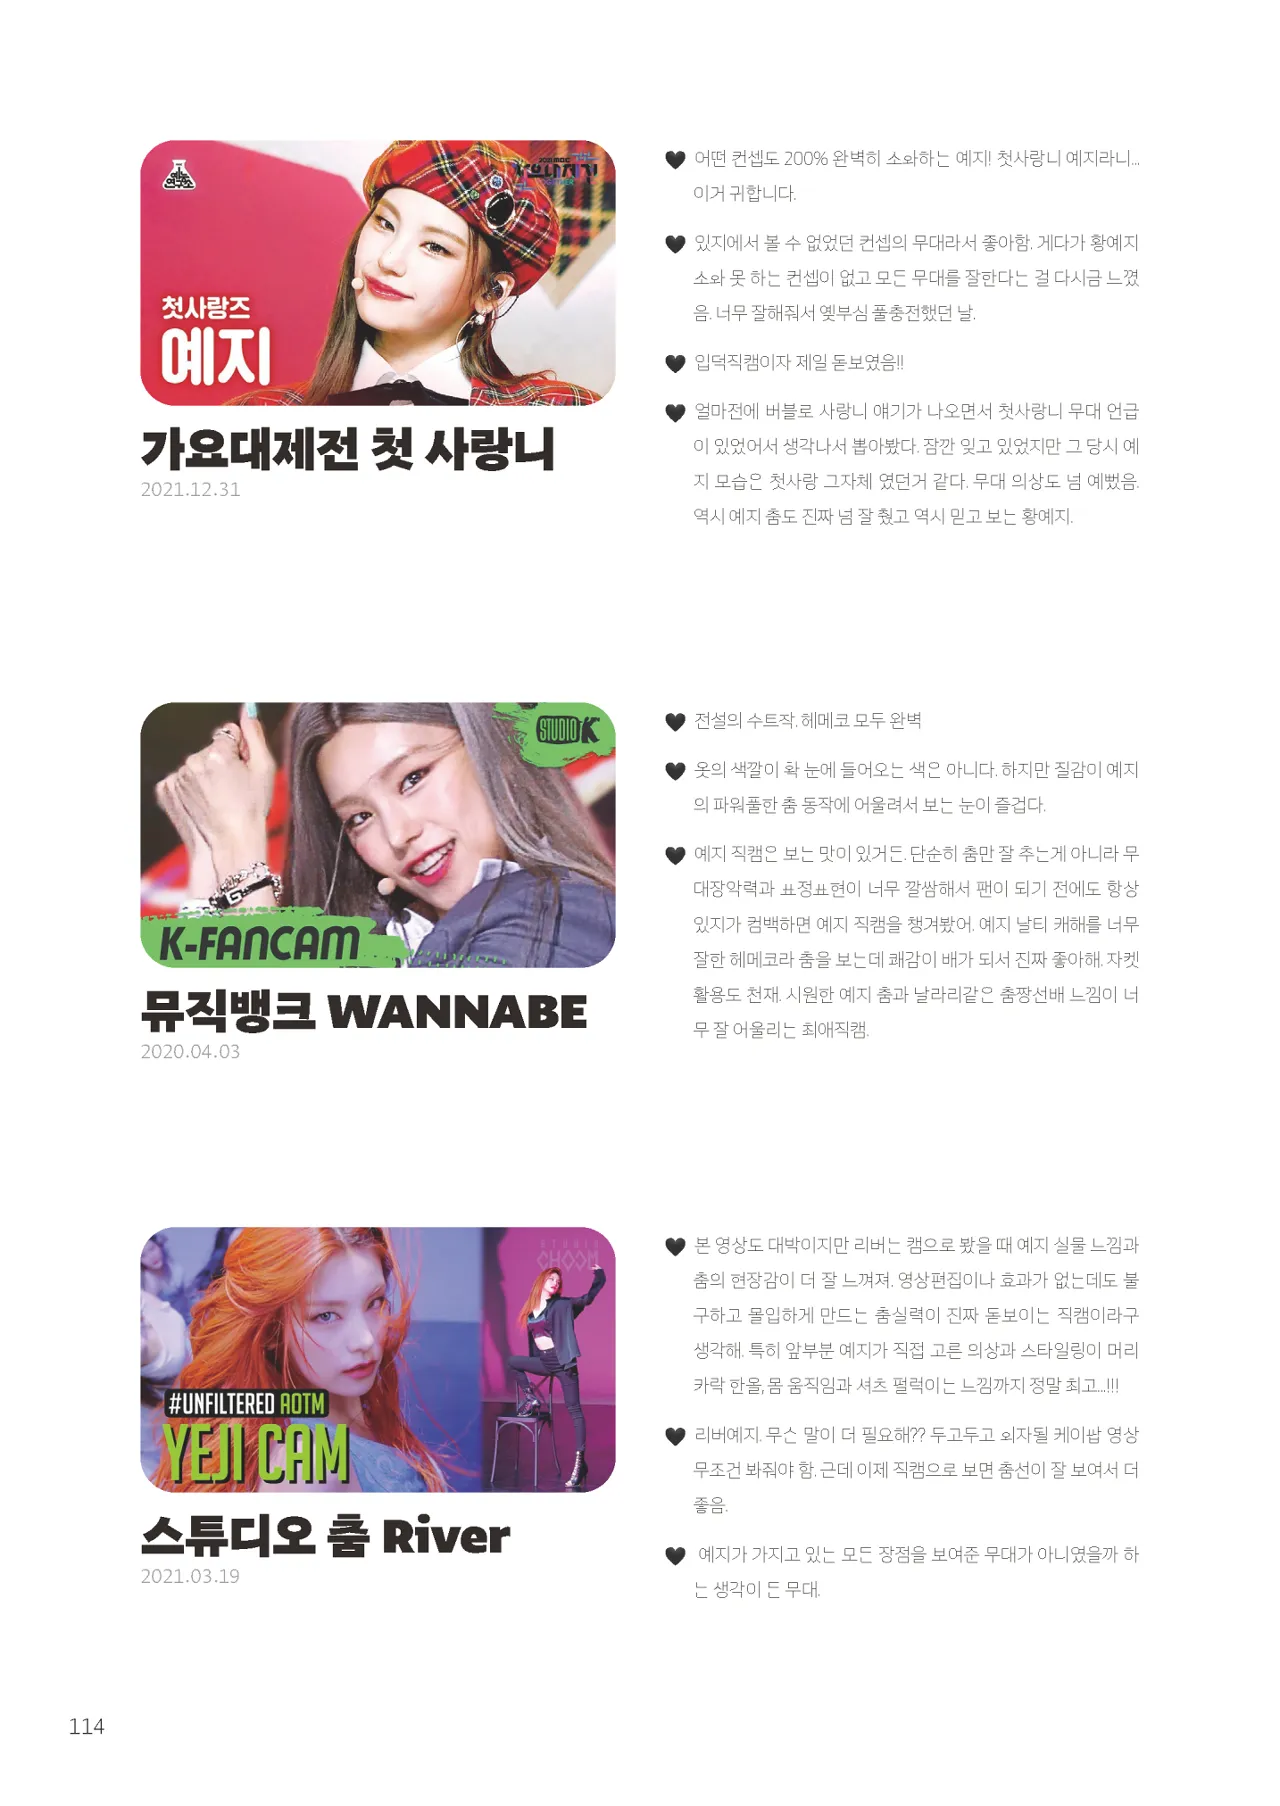 예능
연구소
2021 MBC
가요대제전
TOGETHER
첫사랑즈
예지
가요대제전 첫 사랑니
2021.12.31
어떤 컨셉도 200% 완벽히 소화하는 예지! 첫사랑니 예지라니...
이거 귀합니다.
있지에서 볼 수 없었던 컨셉의 무대라서 좋아함. 게다가 황예지
소화 못 하는 컨셉이 없고 모든 무대를 잘한다는 걸 다시금 느꼈
음. 너무 잘해줘서 옞부심 풀충전했던 날.
입덕직캠이자 제일 돋보였음!!
얼마전에 버블로 사랑니 얘기가 나오면서 첫사랑니 무대 언급
이 있었어서 생각나서 뽑아봤다. 잠깐 잊고 있었지만 그 당시 예
지 모습은 첫사랑 그자체 였던거 같다. 무대 의상도 넘 예뻤음.
역시 예지 춤도 진짜 넘 잘 췄고 역시 믿고 보는 황예지.
STUDIO K
K-FANCAM
뮤직뱅크 WANNABE
2020.04.03
전설의 수트착. 헤메코 모두 완벽
옷의 색깔이 확 눈에 들어오는 색은 아니다. 하지만 질감이 예지
의 파워풀한 춤 동작에 어울려서 보는 눈이 즐겁다.
예지 직캠은 보는 맛이 있거든. 단순히 춤만 잘 추는게 아니라 무
대장악력과 표정표현이 너무 깔쌈해서 팬이 되기 전에도 항상
있지가 컴백하면 예지 직캠을 챙겨봤어. 예지 날티 캐해를 너무
잘한 헤메코라 춤을 보는데 쾌감이 배가 되서 진짜 좋아해. 자켓
활용도 천재. 시원한 예지 춤과 날라리같은 춤짱선배 느낌이 너
무 잘 어울리는 최애직캠.
STUDIO
CHOOM
#UNFILTERED AOTM
YEJI CAM
스튜디오 춤 River
2021.03.19
본 영상도 대박이지만 리버는 캠으로 봤을 때 예지 실물 느낌과
춤의 현장감이 더 잘 느껴져. 영상편집이나 효과가 없는데도 불
구하고 몰입하게 만드는 춤실력이 진짜 돋보이는 직캠이라구
생각해. 특히 앞부분 예지가 직접 고른 의상과 스타일링이 머리
카락 한올, 몸 움직임과 셔츠 펄럭이는 느낌까지 정말 최고...!!!
리버예지. 무슨 말이 더 필요해?? 두고두고 회자될 케이팝 영상
무조건 봐줘야 함. 근데 이제 직캠으로 보면 춤선이 잘 보여서 더
좋음.
예지가 가지고 있는 모든 장점을 보여준 무대가 아니였을까 하
는 생각이 든 무대.
114